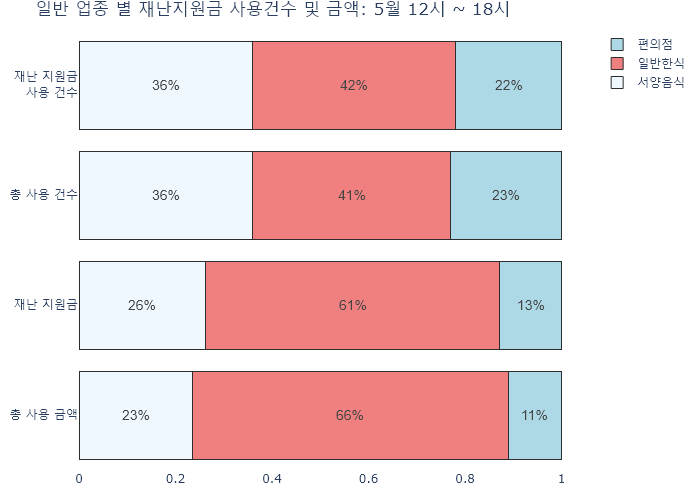 일반 업종 별 재난지원금 사용건수 및 금액: 5월 12시 ~ 18시
편의점
일반한식
서양음식
재난 지원금
사용 건수
36% 42% 22%
총 사용 건수
36% 41% 23%
재난 지원금
26% 61% 13%
총 사용 금액
23% 66% 11%
0 0.2 0.4 0.6 0.8 1